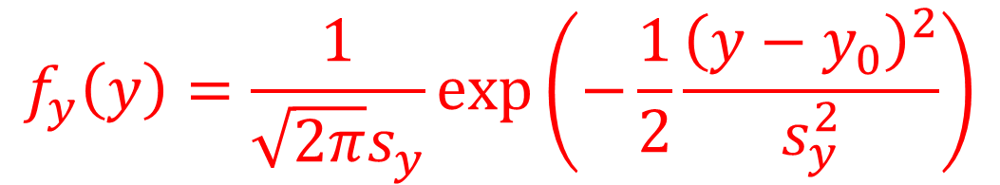 f_y(y) = \frac{1}{\sqrt{2\pi}s_y} \exp\left(-\frac{1}{2}\frac{(y-y_0)^2}{s_y^2}\right)